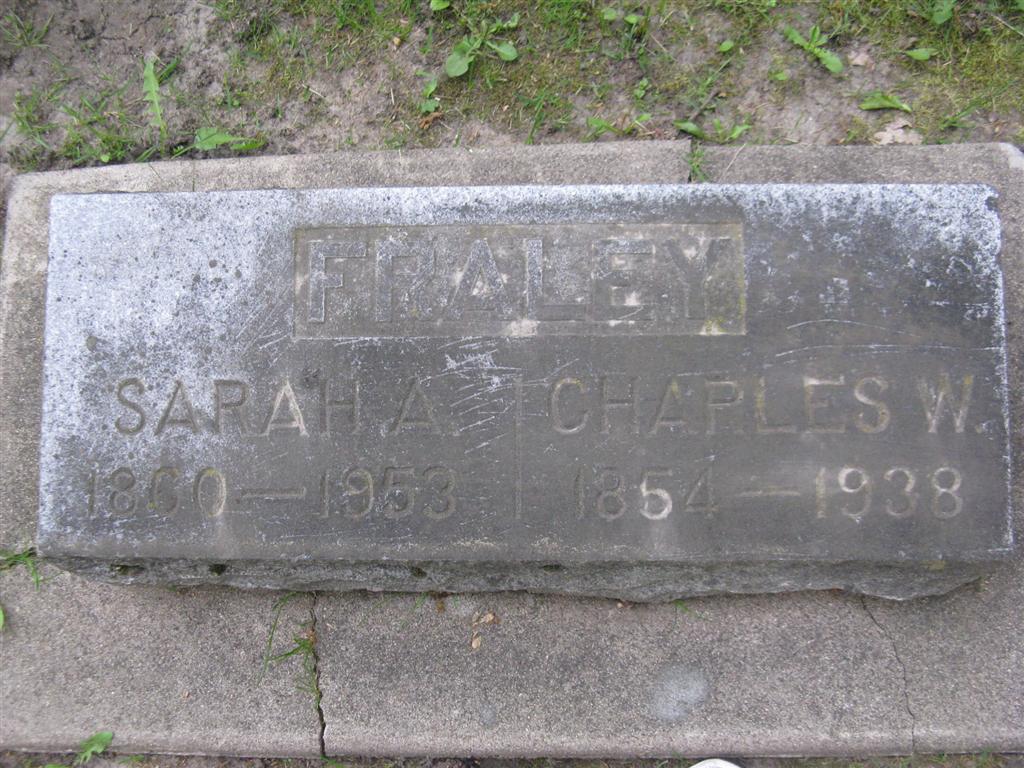 FRALEY
SARAH A. CHARLES W.
1860—1953 1854—1938